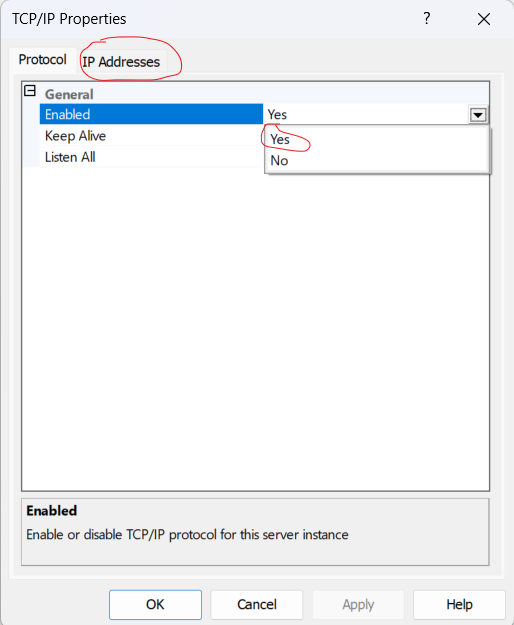 TCP/IP Properties ?
Protocol IP Addresses
General
Enabled Yes
Keep Alive Yes
Listen All No
Enabled
Enable or disable TCP/IP protocol for this server instance
OK Cancel Apply Help